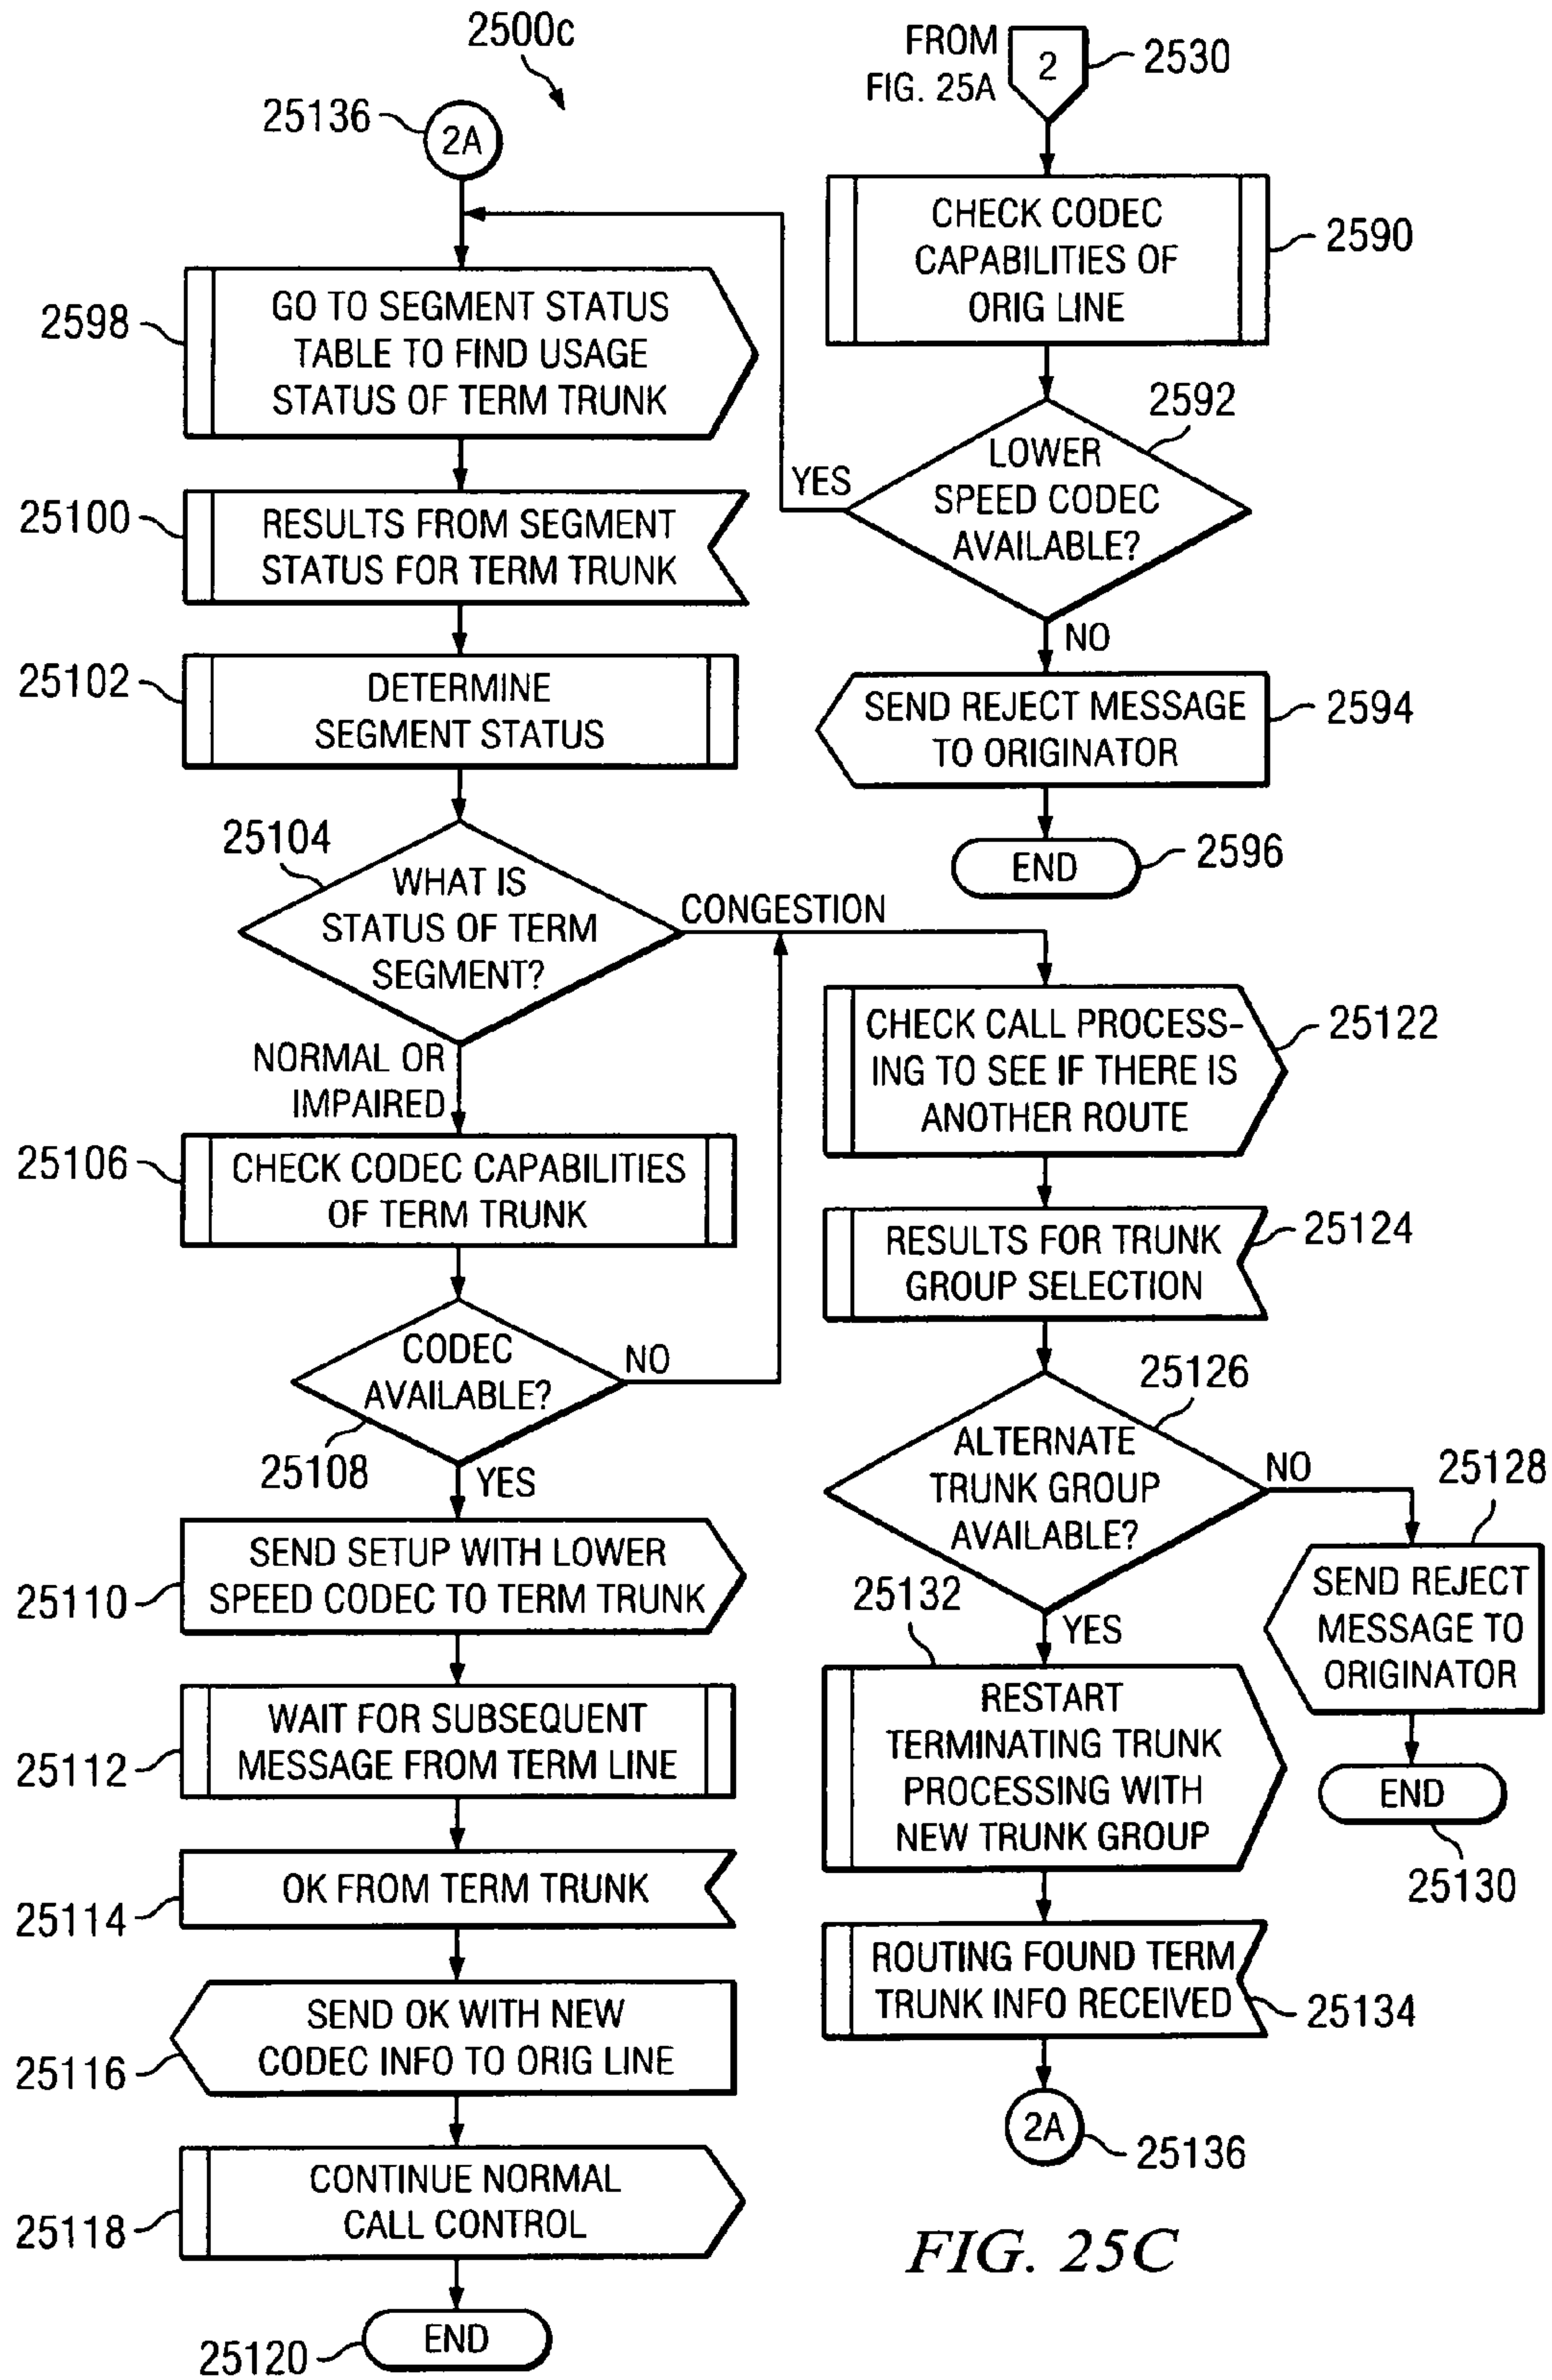 2500c
25136
2A
2598
GO TO SEGMENT STATUS
TABLE TO FIND USAGE
STATUS OF TERM TRUNK
25100
RESULTS FROM SEGMENT
STATUS FOR TERM TRUNK
25102
DETERMINE
SEGMENT STATUS
25104
WHAT IS
STATUS OF TERM
SEGMENT?
CONGESTION
NORMAL OR
IMPAIRED
25106
CHECK CODEC CAPABILITIES
OF TERM TRUNK
CODEC
AVAILABLE?
NO
25108
YES
25110
SEND SETUP WITH LOWER
SPEED CODEC TO TERM TRUNK
25112
WAIT FOR SUBSEQUENT
MESSAGE FROM TERM LINE
25114
OK FROM TERM TRUNK
25116
SEND OK WITH NEW
CODEC INFO TO ORIG LINE
25118
CONTINUE NORMAL
CALL CONTROL
25120
END
FROM
FIG. 25A
2
2530
CHECK CODEC
CAPABILITIES OF
ORIG LINE
2590
2592
LOWER
SPEED CODEC
AVAILABLE?
YES
NO
SEND REJECT MESSAGE
TO ORIGINATOR
2594
END
2596
CHECK CALL PROCESS-
ING TO SEE IF THERE IS
ANOTHER ROUTE
25122
RESULTS FOR TRUNK
GROUP SELECTION
25124
25126
ALTERNATE
TRUNK GROUP
AVAILABLE?
NO
25128
SEND REJECT
MESSAGE TO
ORIGINATOR
END
25130
YES
25132
RESTART
TERMINATING TRUNK
PROCESSING WITH
NEW TRUNK GROUP
ROUTING FOUND TERM
TRUNK INFO RECEIVED
25134
2A
25136
FIG. 25C